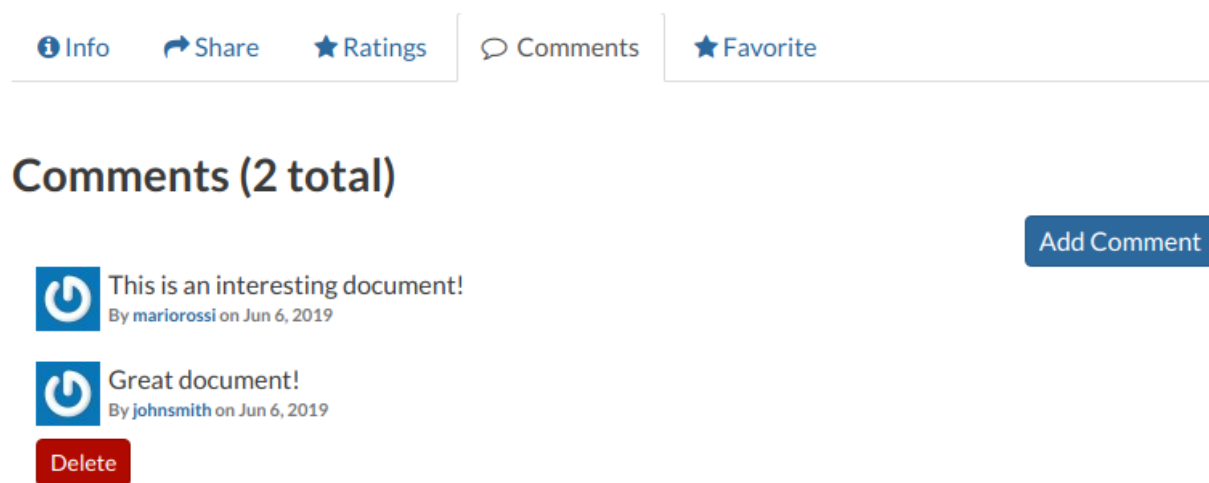 Info Share Ratings Comments Favorite
Comments (2 total)
Add Comment
This is an interesting document!
By mariorossi on Jun 6, 2019
Great document!
By johnsmith on Jun 6, 2019
Delete